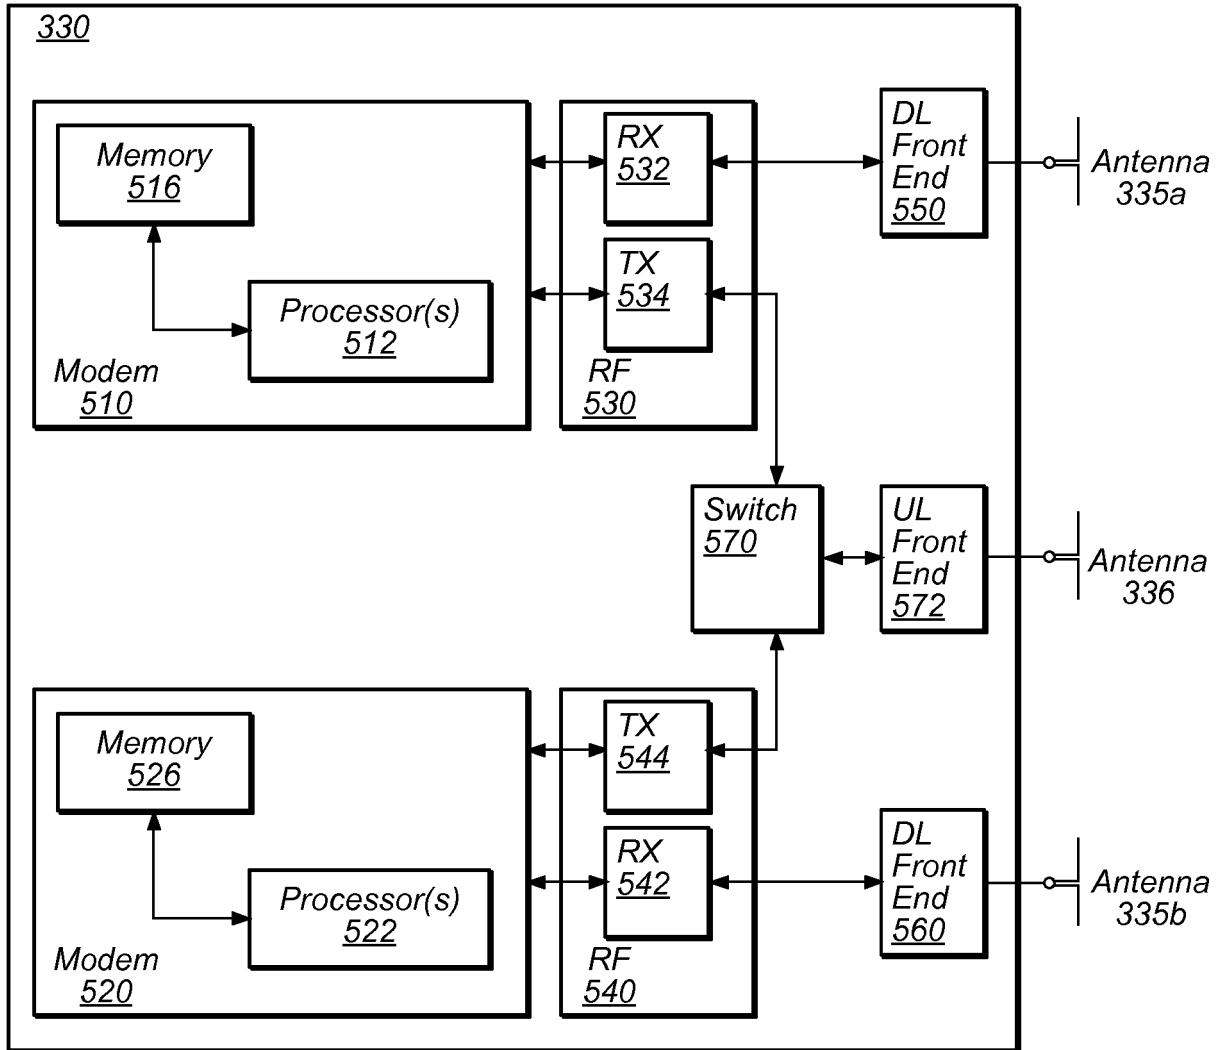 330
Memory
516
Processor(s)
512
Modem
510
RX
532
TX
534
RF
530
DL
Front
End
550
Antenna
335a
Switch
570
UL
Front
End
572
Antenna
336
Memory
526
Processor(s)
522
Modem
520
TX
544
RX
542
RF
540
DL
Front
End
560
Antenna
335b